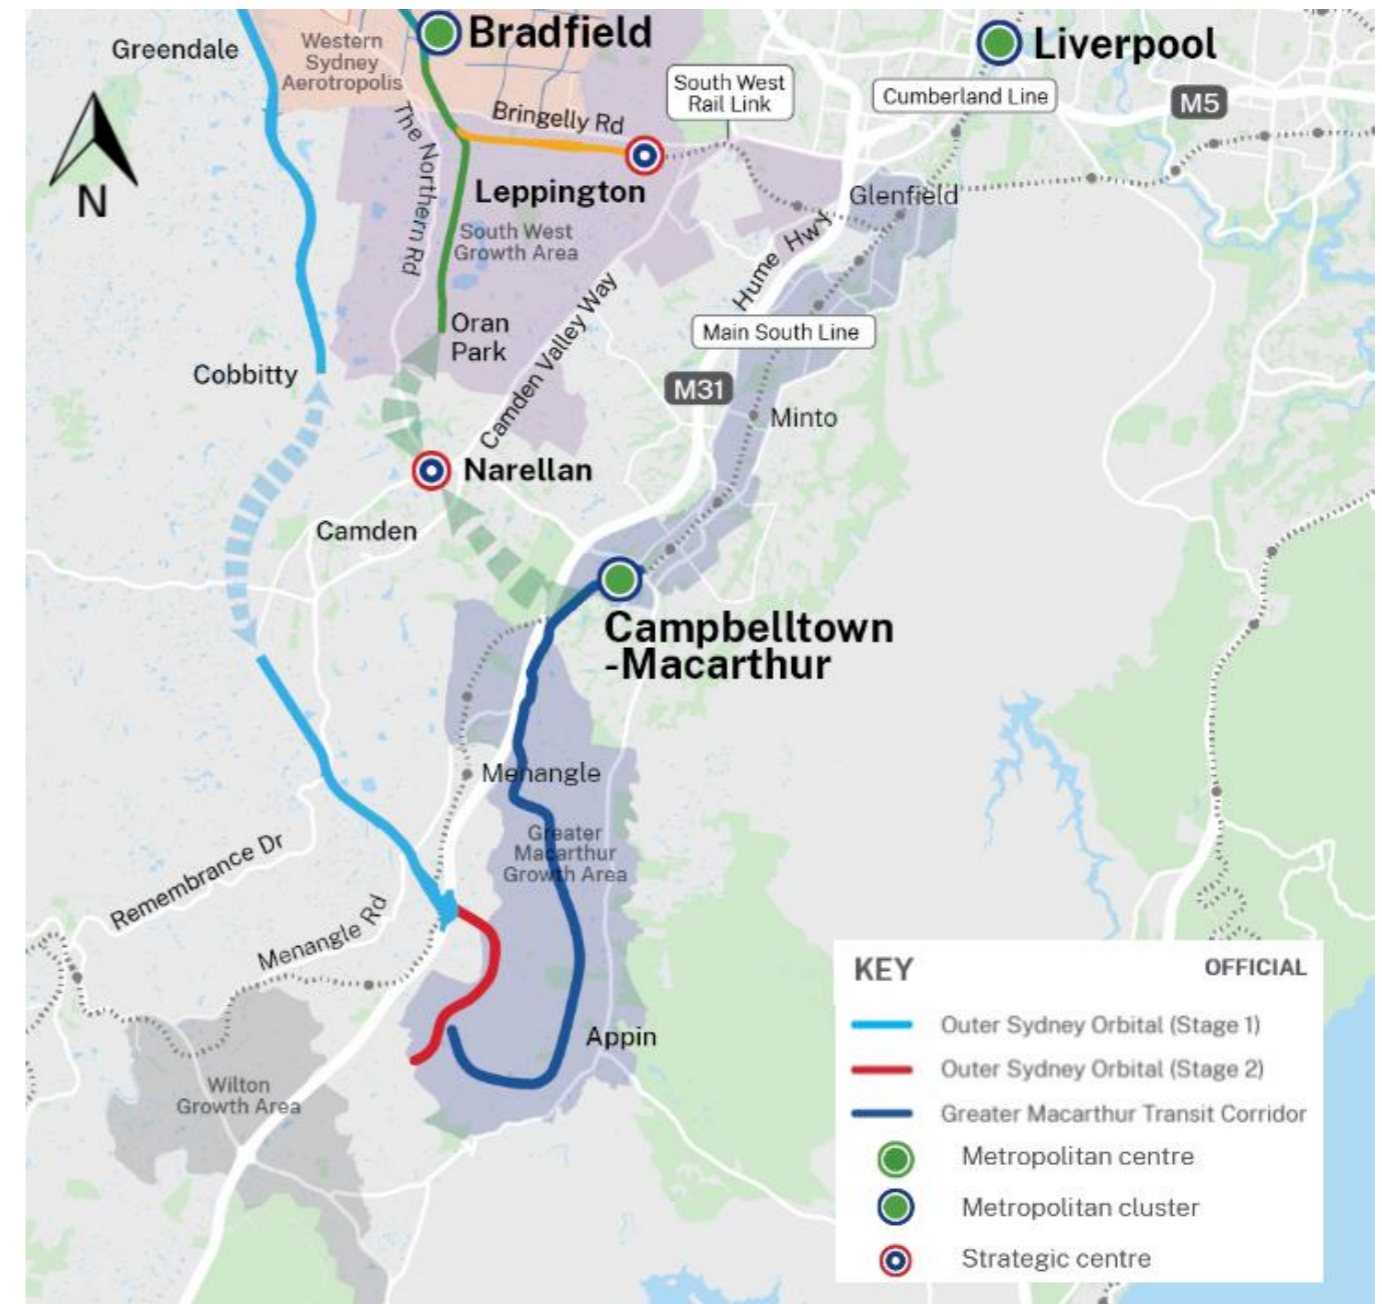 Greendale
Western
Sydney
Aerotropolis
Bradfield
Liverpool
South West
Rail Link
Cumberland Line
M5
The Northern Rd
Bringelly Rd
N
Leppington
Glenfield
South West
Growth Area
Hume Hwy
Camden Valley Way
Oran
Park
Main South Line
Cobbitty
M31
Minto
Narellan
Camden
Campbelltown
-Macarthur
Menangle
Greater
Macarthur
Growth Area
Remembrance Dr
Menangle Rd
Appin
Wilton
Growth Area
KEY
OFFICIAL
Outer Sydney Orbital (Stage 1)
Outer Sydney Orbital (Stage 2)
Greater Macarthur Transit Corridor
Metropolitan centre
Metropolitan cluster
Strategic centre